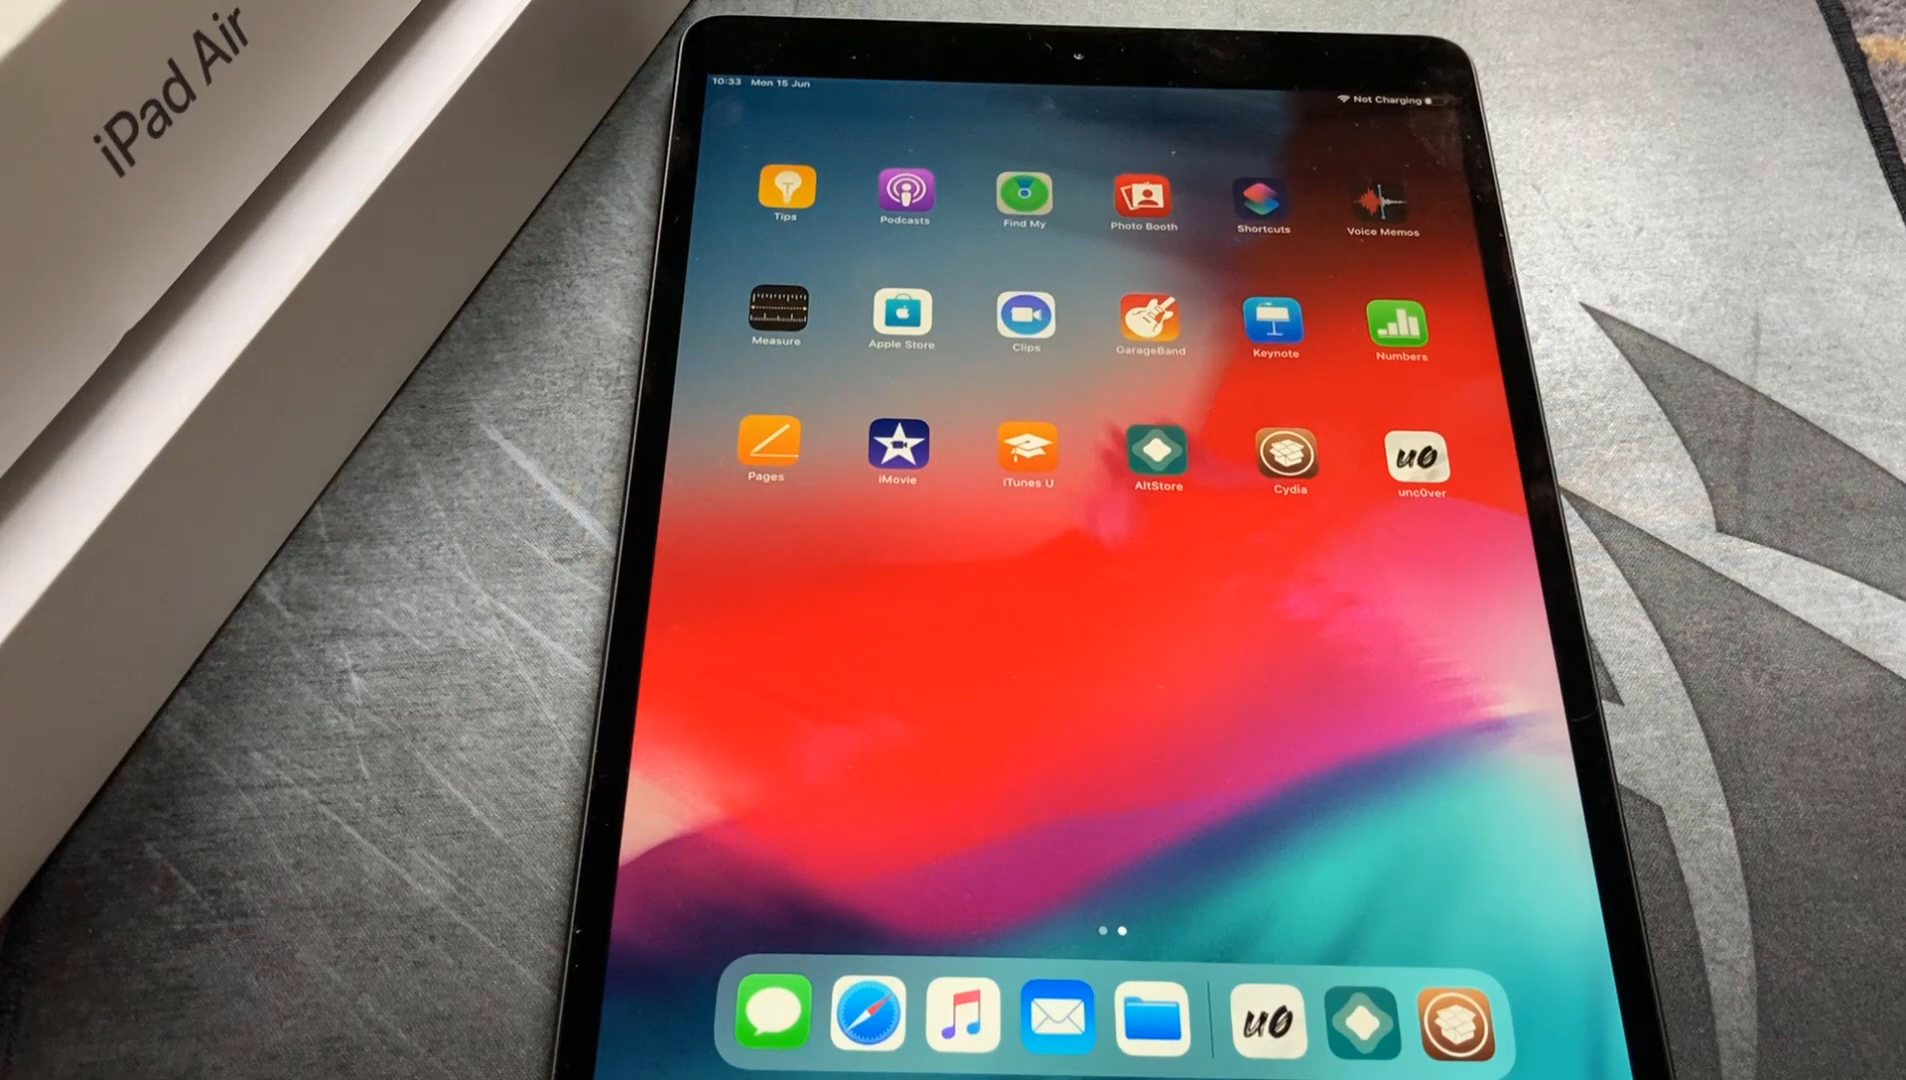 iPad Air
10:33 Mon 15 Jun
Not Charging
Tips Podcasts Find My Photo Booth Shortcuts Voice Memos
Measure Apple Store Clips GarageBand Keynote Numbers
Pages iMovie iTunes U AltStore Cydia unc0ver
u0
u0